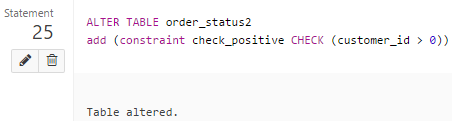 Statement
25
ALTER TABLE order_status2
add (constraint check_positive CHECK (customer_id > 0))
Table altered.